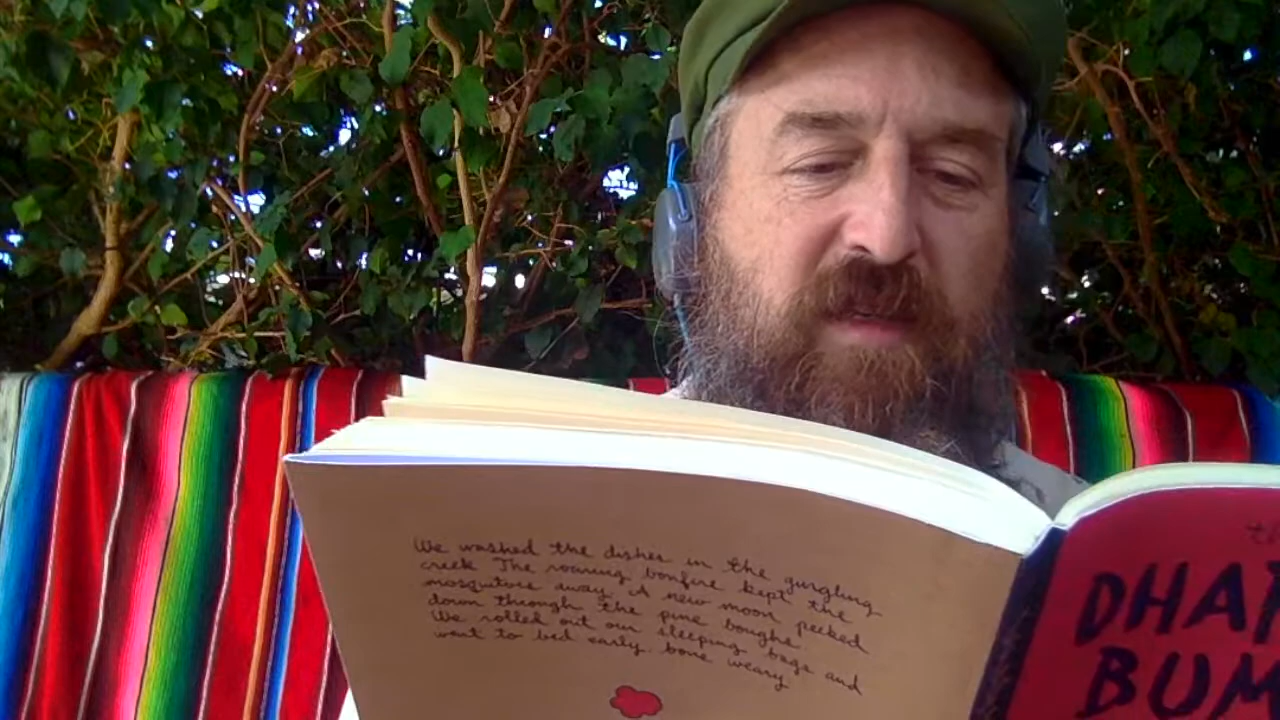 We washed the dishes in the gurgling
creek. The roaring bonfire kept the
mosquitoes away. A new moon peeked
down through the pine boughs.
We rolled out our sleeping bags and
went to bed early, bone weary
DHAR
BUM